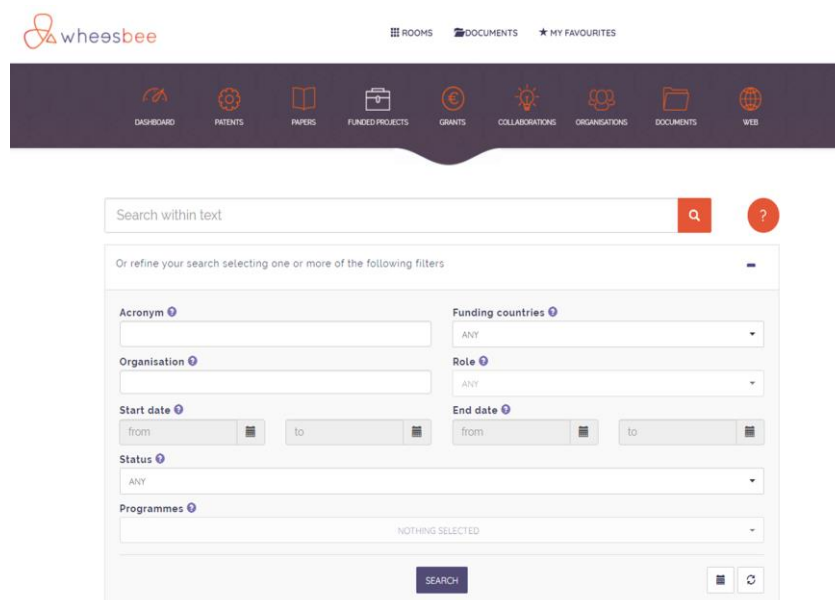 wheesbee
ROOMS DOCUMENTS MY FAVOURITES
DASHBOARD PATENTS PAPERS FUNDED PROJECTS GRANTS COLLABORATIONS ORGANISATIONS DOCUMENTS WEB
Search within text ?
Or refine your search selecting one or more of the following filters
Acronym ? Funding countries ?
ANY
Organisation ? Role ?
ANY
Start date ? End date ?
from to from to
Status ?
ANY
Programmes ?
NOTHING SELECTED
SEARCH